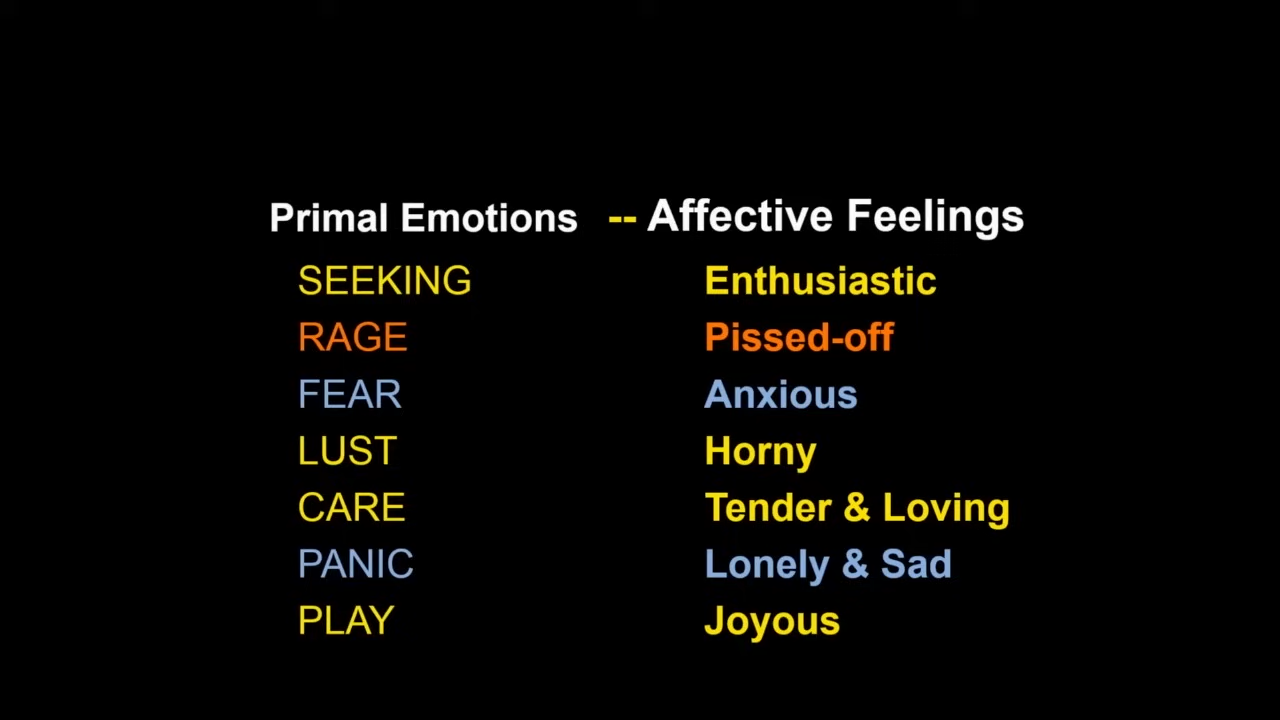 Primal Emotions -- Affective Feelings
SEEKING Enthusiastic
RAGE Pissed-off
FEAR Anxious
LUST Horny
CARE Tender & Loving
PANIC Lonely & Sad
PLAY Joyous